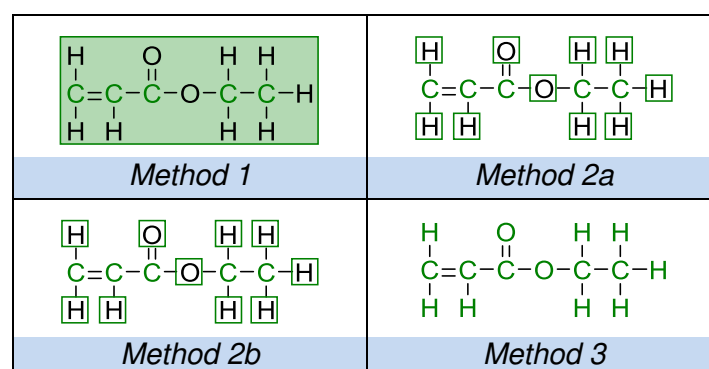 H O H H
C=C–C–O–C–C–H
H H H H
Method 1
H O H H
C=C–C–O–C–C–H
H H H H
Method 2a
H O H H
C=C–C–O–C–C–H
H H H H
Method 2b
H O H H
C=C–C–O–C–C–H
H H H H
Method 3